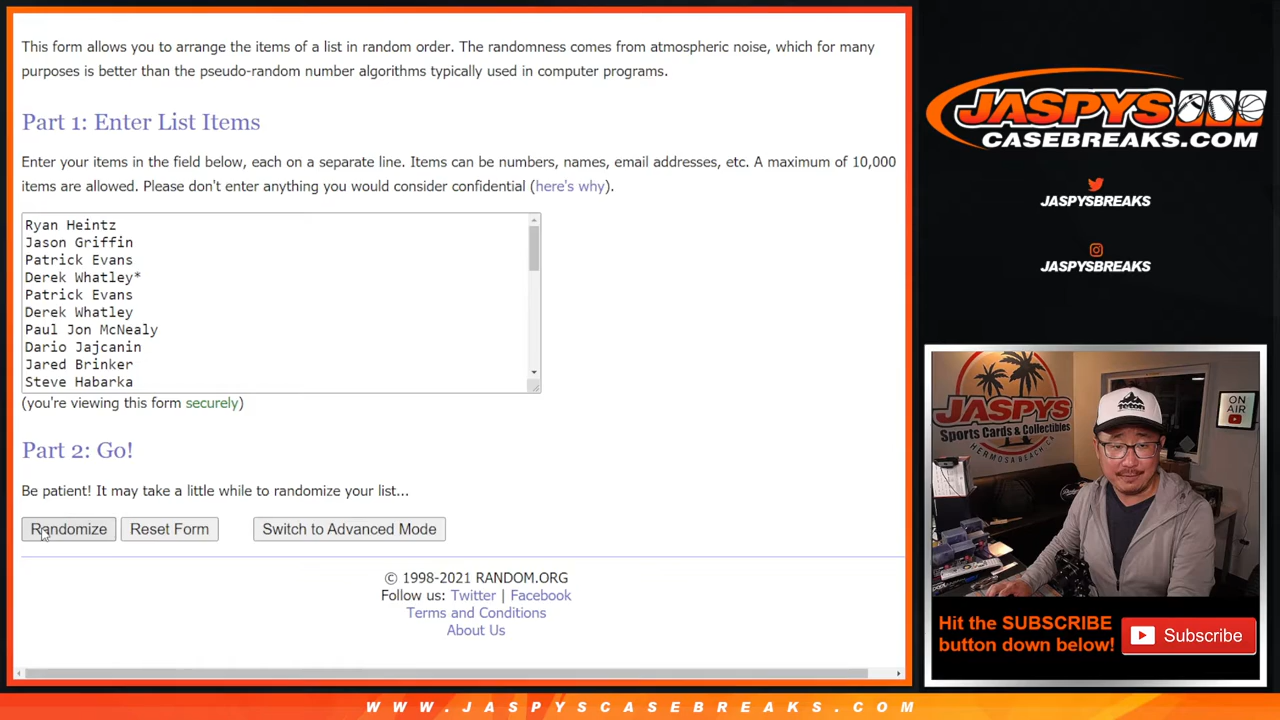 This form allows you to arrange the items of a list in random order. The randomness comes from atmospheric noise, which for many
purposes is better than the pseudo-random number algorithms typically used in computer programs.
Part 1: Enter List Items
Enter your items in the field below, each on a separate line. Items can be numbers, names, email addresses, etc. A maximum of 10,000
items are allowed. Please don't enter anything you would consider confidential (here's why).
Ryan Heintz
Jason Griffin
Patrick Evans
Derek Whatley*
Patrick Evans
Derek Whatley
Paul Jon McNealy
Dario Jajcanin
Jared Brinker
Steve Habarka
(you're viewing this form securely)
Part 2: Go!
Be patient! It may take a little while to randomize your list...
Randomize
Reset Form
Switch to Advanced Mode
© 1998-2021 RANDOM.ORG
Follow us: Twitter | Facebook
Terms and Conditions
About Us
JASPYS
CASEBREAKS.COM
JASPYSBREAKS
JASPYSBREAKS
JASPYS
Sports Cards & Collectibles
HERMOSA BEACH, CA
ON
AIR
Hit the SUBSCRIBE
button down below!
Subscribe
WWW.JASPYSCASEBREAKS.COM